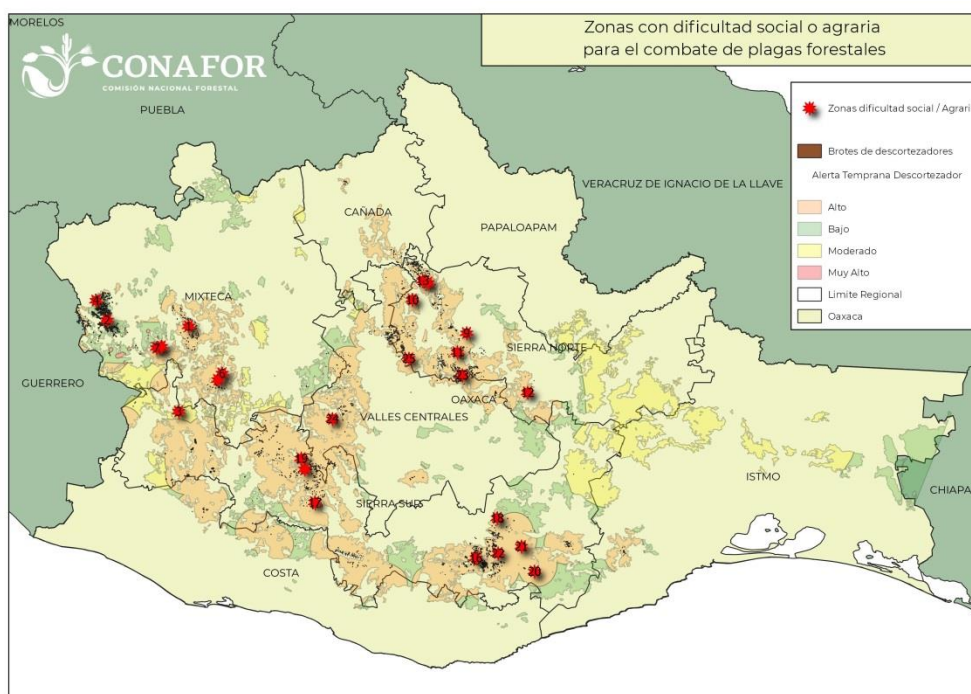 MORELOS
Zonas con dificultad social o agraria
para el combate de plagas forestales
CONAFOR
COMISIÓN NACIONAL FORESTAL
PUEBLA
Zonas dificultad social / Agrari
Brotes de descortezadores
Alerta Temprana Descortezador
Alto
Bajo
Moderado
Muy Alto
Limite Regional
Oaxaca
VERACRUZ DE IGNACIO DE LA LLAVE
CAÑADA
PAPALOAPAM
MIXTECA
SIERRA NORTE
GUERRERO
OAXACA
VALLES CENTRALES
ISTMO
CHIAPA
SIERRA SUR
COSTA